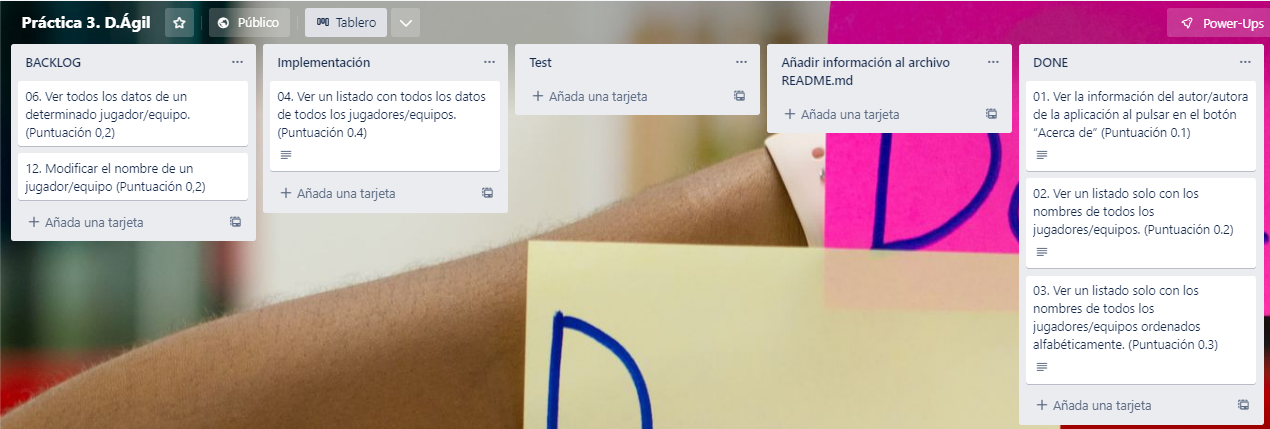 Práctica 3. D.Ágil
Público
Tablero
Power-Ups
BACKLOG
06. Ver todos los datos de un
determinado jugador/equipo.
(Puntuación 0,2)
12. Modificar el nombre de un
jugador/equipo (Puntuación 0,2)
+ Añada una tarjeta
Implementación
04. Ver un listado con todos los datos
de todos los jugadores/equipos.
(Puntuación 0.4)
+ Añada una tarjeta
Test
+ Añada una tarjeta
Añadir información al archivo
README.md
+ Añada una tarjeta
DONE
01. Ver la información del autor/autora
de la aplicación al pulsar en el botón
“Acerca de” (Puntuación 0.1)
02. Ver un listado solo con los
nombres de todos los
jugadores/equipos. (Puntuación 0.2)
03. Ver un listado solo con los
nombres de todos los
jugadores/equipos ordenados
alfabéticamente. (Puntuación 0.3)
+ Añada una tarjeta
D